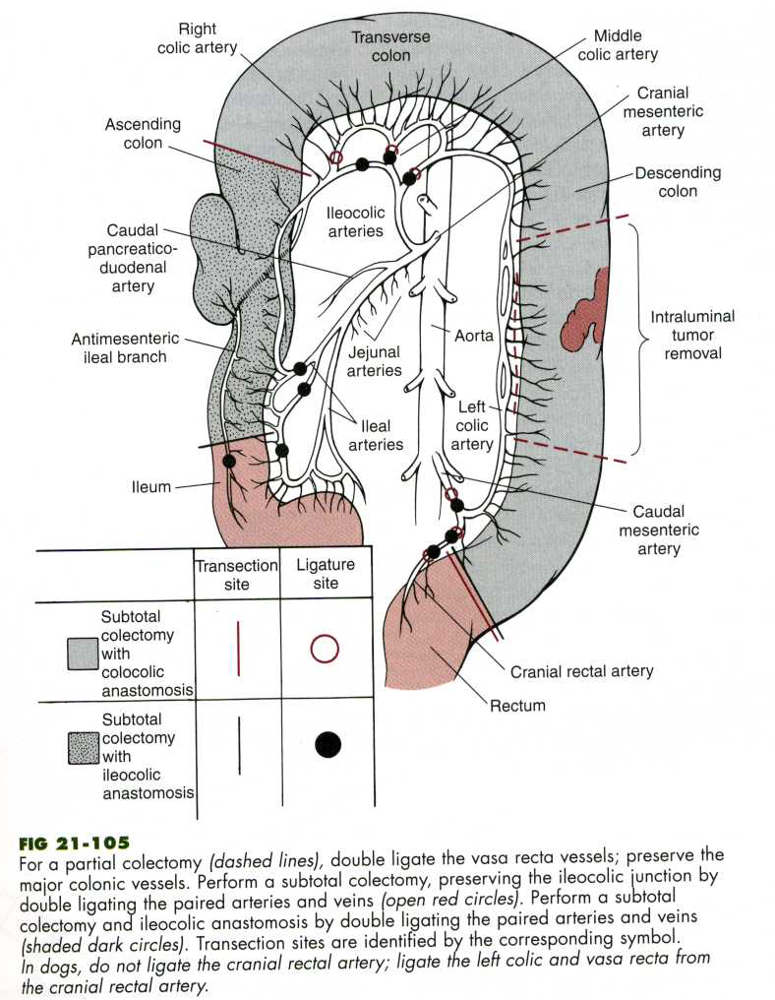 Right
colic artery
Transverse
colon
Middle
colic artery
Cranial
mesenteric
artery
Ascending
colon
Descending
colon
Ileocolic
arteries
Caudal
pancreatico-
duodenal
artery
Intraluminal
tumor
removal
Antimesenteric
ileal branch
Jejunal
arteries
Aorta
Left
colic
artery
Ileal
arteries
Ileum
Caudal
mesenteric
artery
Cranial rectal artery
Rectum
Transection
site
Ligature
site
Subtotal
colectomy
with
colocolic
anastomosis
Subtotal
colectomy
with
ileocolic
anastomosis
FIG 21-105
For a partial colectomy (dashed lines), double ligate the vasa recta vessels; preserve the
major colonic vessels. Perform a subtotal colectomy, preserving the ileocolic junction by
double ligating the paired arteries and veins (open red circles). Perform a subtotal
colectomy and ileocolic anastomosis by double ligating the paired arteries and veins
(shaded dark circles). Transection sites are identified by the corresponding symbol.
In dogs, do not ligate the cranial rectal artery; ligate the left colic and vasa recta from
the cranial rectal artery.